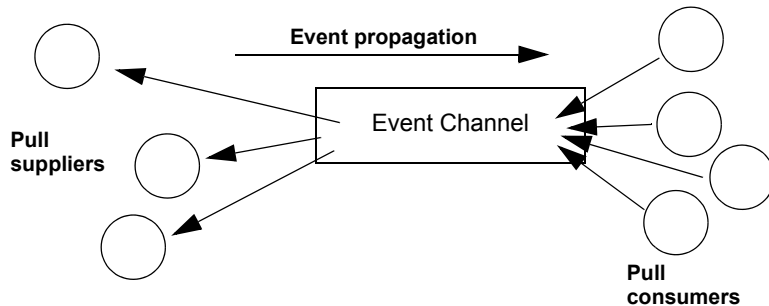 Event propagation
Event Channel
Pull
suppliers
Pull
consumers